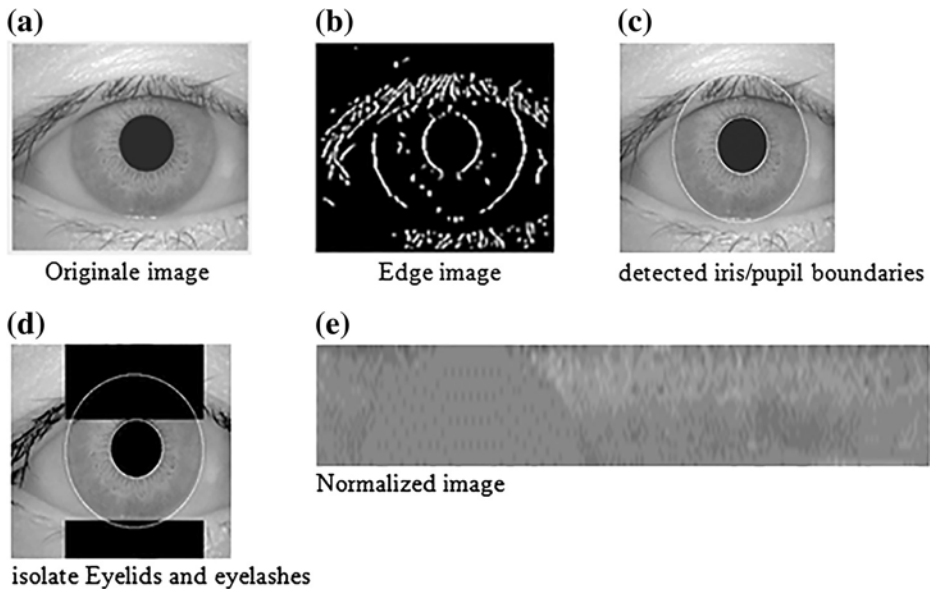 (a)
(b)
(c)
Originale image
Edge image
detected iris/pupil boundaries
(d)
(e)
Normalized image
isolate Eyelids and eyelashes